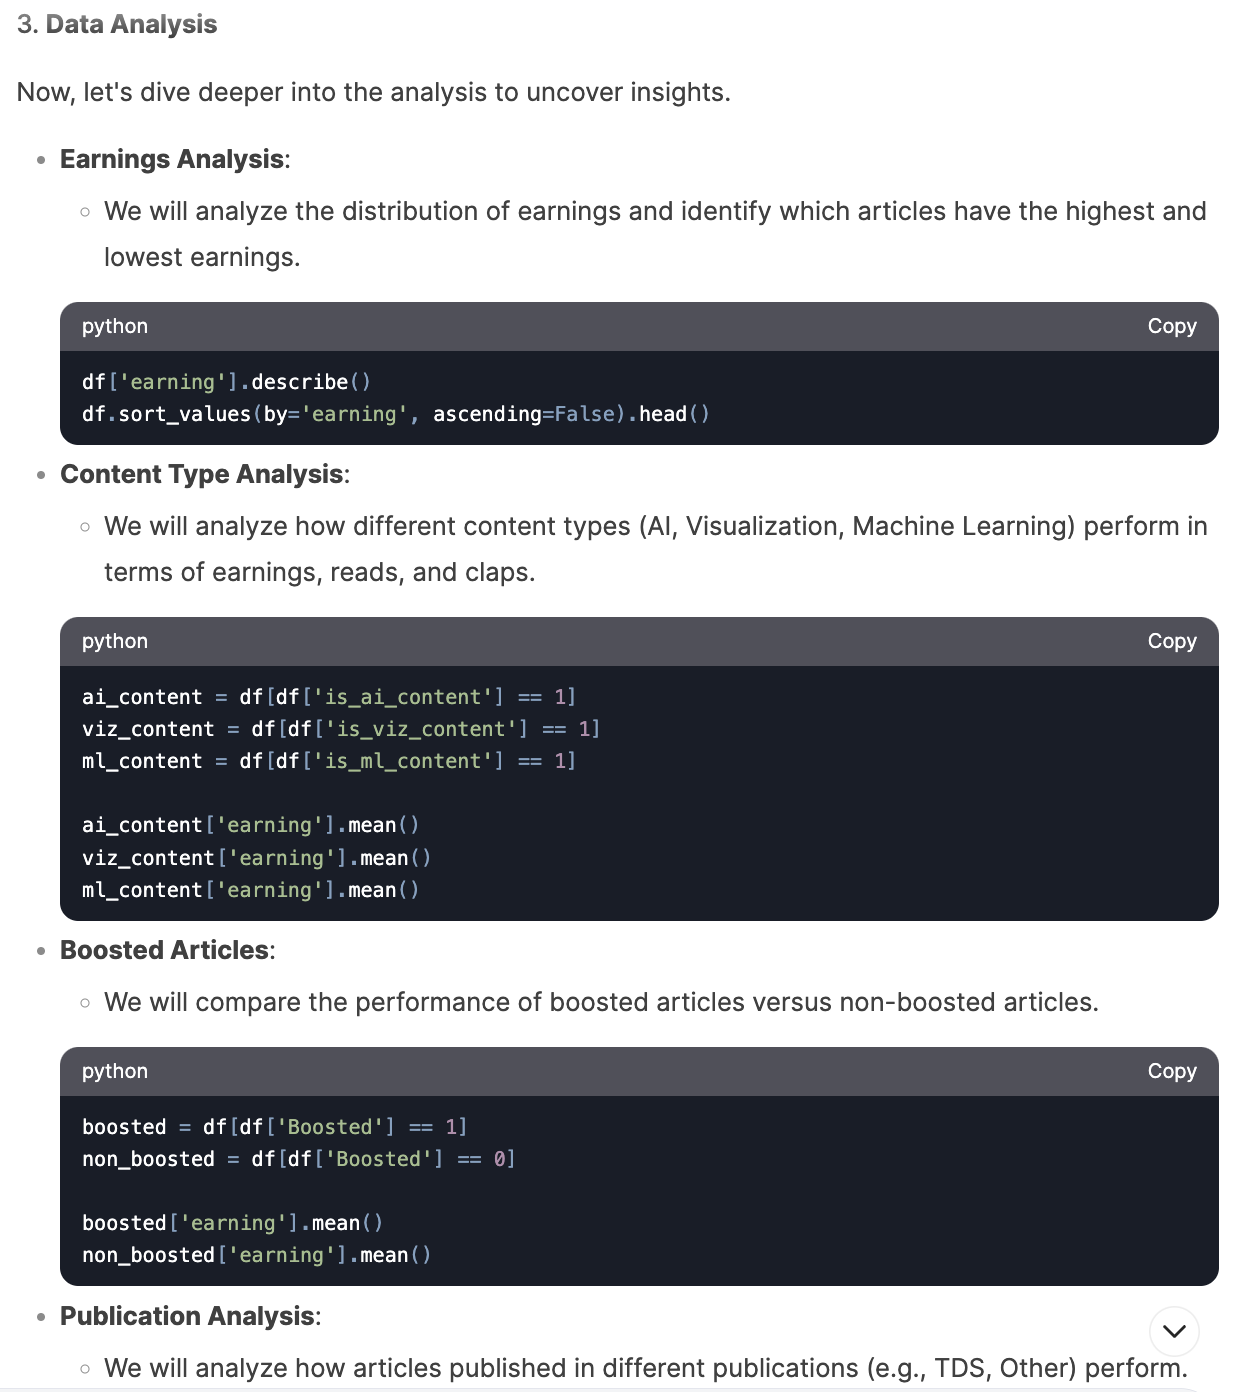 3. Data Analysis
Now, let's dive deeper into the analysis to uncover insights.
• Earnings Analysis:
○ We will analyze the distribution of earnings and identify which articles have the highest and
lowest earnings.
python Copy
df['earning'].describe()
df.sort_values(by='earning', ascending=False).head()
• Content Type Analysis:
○ We will analyze how different content types (AI, Visualization, Machine Learning) perform in
terms of earnings, reads, and claps.
python Copy
ai_content = df[df['is_ai_content'] == 1]
viz_content = df[df['is_viz_content'] == 1]
ml_content = df[df['is_ml_content'] == 1]
ai_content['earning'].mean()
viz_content['earning'].mean()
ml_content['earning'].mean()
• Boosted Articles:
○ We will compare the performance of boosted articles versus non-boosted articles.
python Copy
boosted = df[df['Boosted'] == 1]
non_boosted = df[df['Boosted'] == 0]
boosted['earning'].mean()
non_boosted['earning'].mean()
• Publication Analysis:
○ We will analyze how articles published in different publications (e.g., TDS, Other) perform.